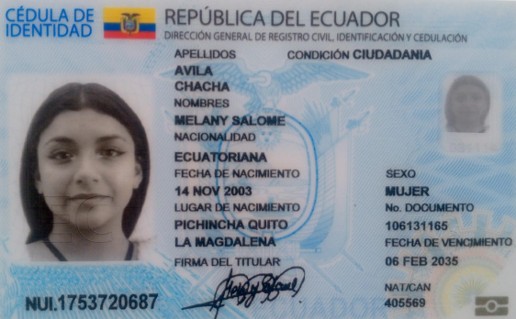 CÉDULA DE
IDENTIDAD
REPÚBLICA DEL ECUADOR
DIRECCIÓN GENERAL DE REGISTRO CIVIL, IDENTIFICACIÓN Y CEDULACIÓN
APELLIDOS CONDICIÓN CIUDADANIA
AVILA
CHACHA
NOMBRES
MELANY SALOME
NACIONALIDAD
ECUATORIANA
FECHA DE NACIMIENTO
14 NOV 2003
LUGAR DE NACIMIENTO
PICHINCHA QUITO
LA MAGDALENA
FIRMA DEL TITULAR
SEXO
MUJER
No. DOCUMENTO
106131165
FECHA DE VENCIMIENTO
06 FEB 2035
NAT/CAN
405569
NUI.1753720687
ECUADOR